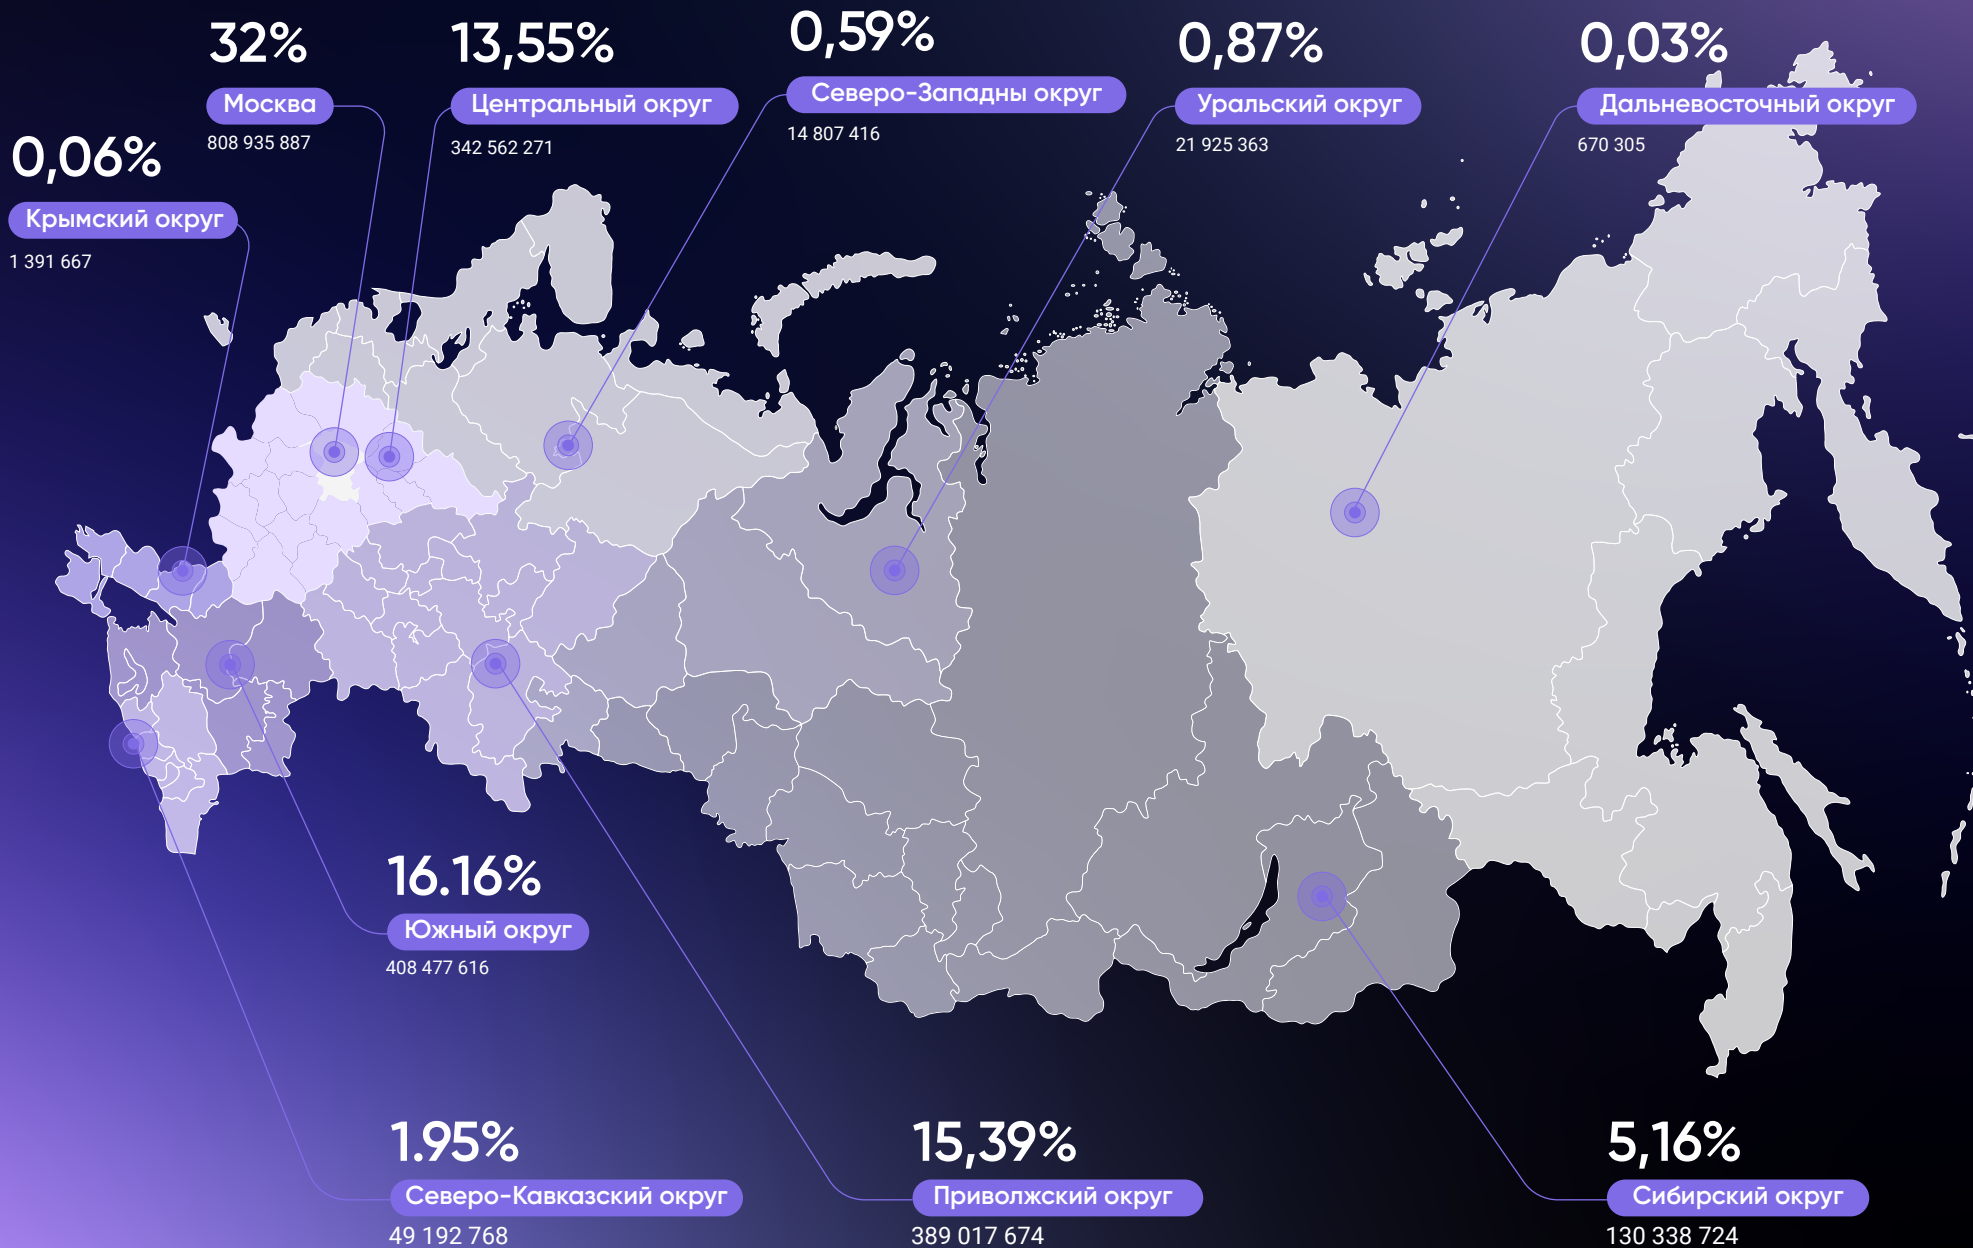 32%
Москва
808 935 887
13,55%
Центральный округ
342 562 271
0,59%
Северо-Западны округ
14 807 416
0,87%
Уральский округ
21 925 363
0,03%
Дальневосточный округ
670 305
0,06%
Крымский округ
1 391 667
16.16%
Южный округ
408 477 616
1.95%
Северо-Кавказский округ
49 192 768
15,39%
Приволжский округ
389 017 674
5,16%
Сибирский округ
130 338 724